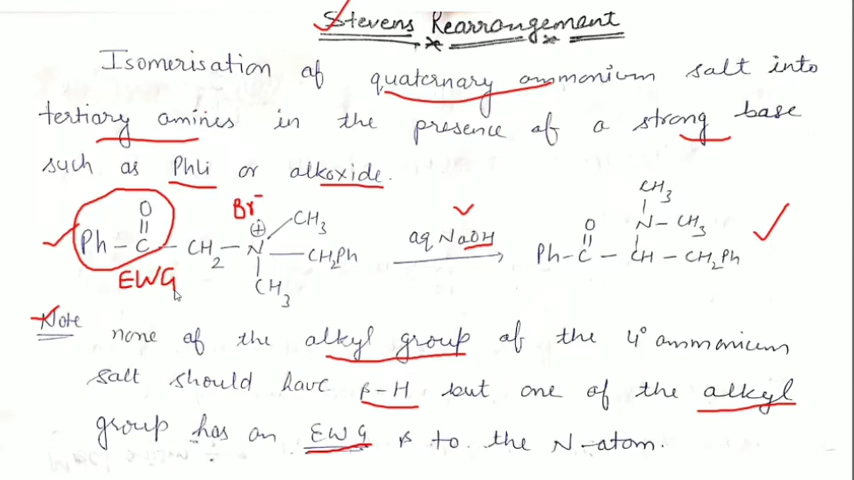 Stevens Rearrangement
Isomerisation of quaternary ammonium salt into
tertiary amines in the presence of a strong base
such as PhLi or alkoxide.
Ph-C(=O)-CH2-N⊕(CH3)(CH3)-CH2Ph Br- aq NaOH → Ph-C(=O)-CH(N(CH3)-CH3)-CH2Ph
EWG
Note none of the alkyl group of the 4° ammonium
salt should have β-H but one of the alkyl
group has an EWG β to the N-atom.